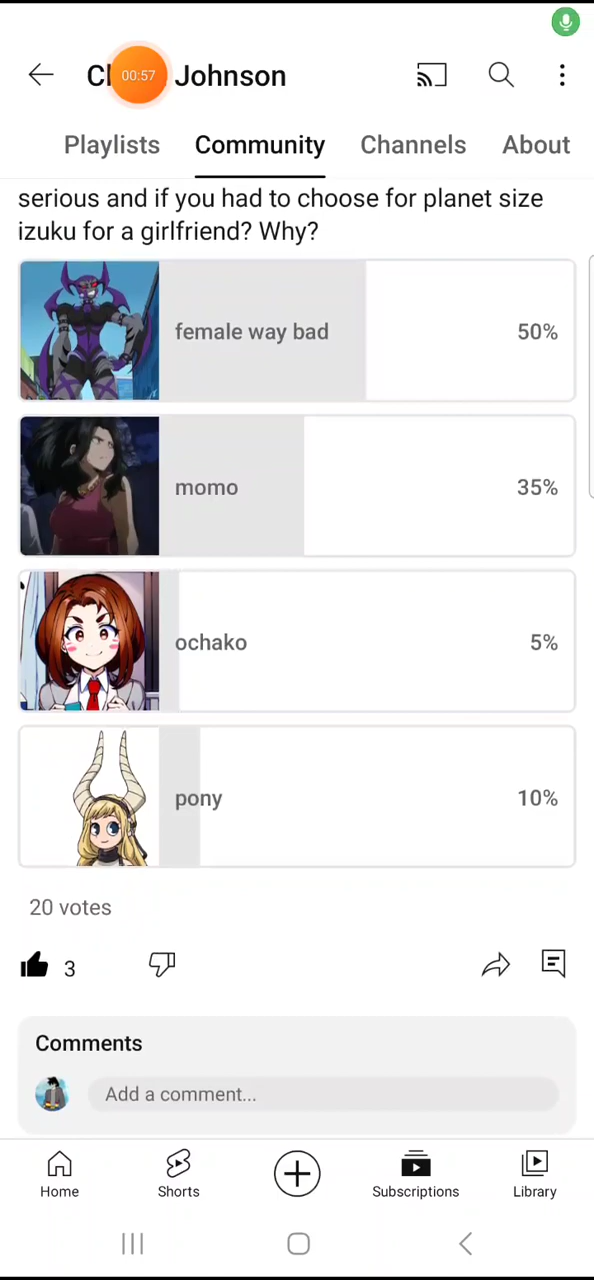 00:57
Johnson
Playlists Community Channels About
serious and if you had to choose for planet size
izuku for a girlfriend? Why?
female way bad 50%
momo 35%
ochako 5%
pony 10%
20 votes
3
Comments
Add a comment...
Home Shorts Subscriptions Library